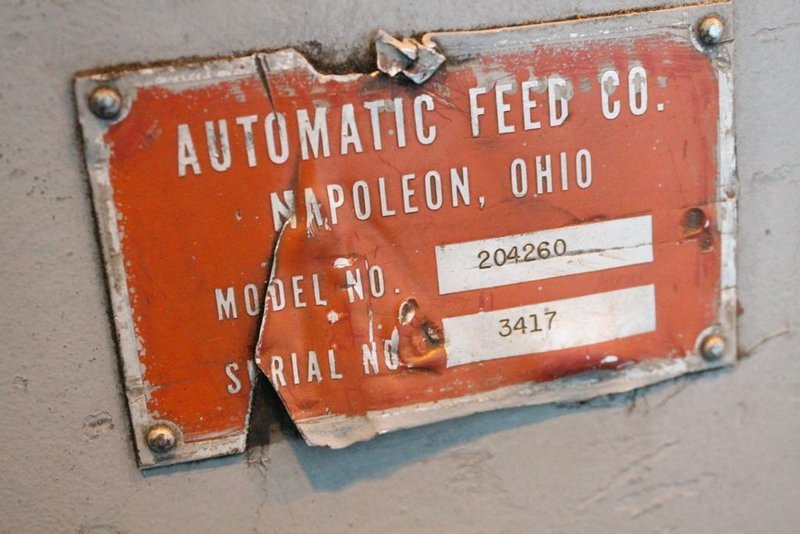 AUTOMATIC FEED CO.
NAPOLEON, OHIO
MODEL NO. 204260
SERIAL NO. 3417